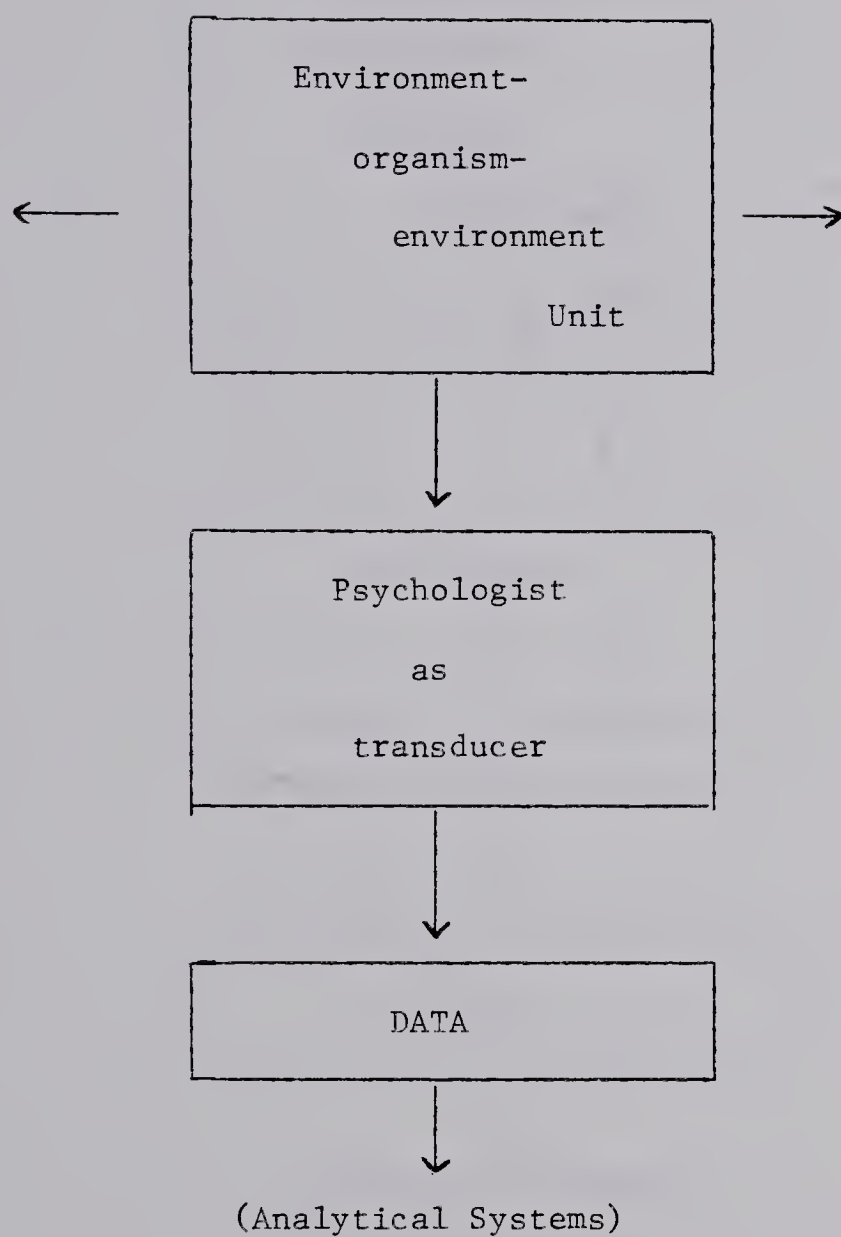 Environment-
organism-
environment
Unit
Psychologist
as
transducer
DATA
(Analytical Systems)